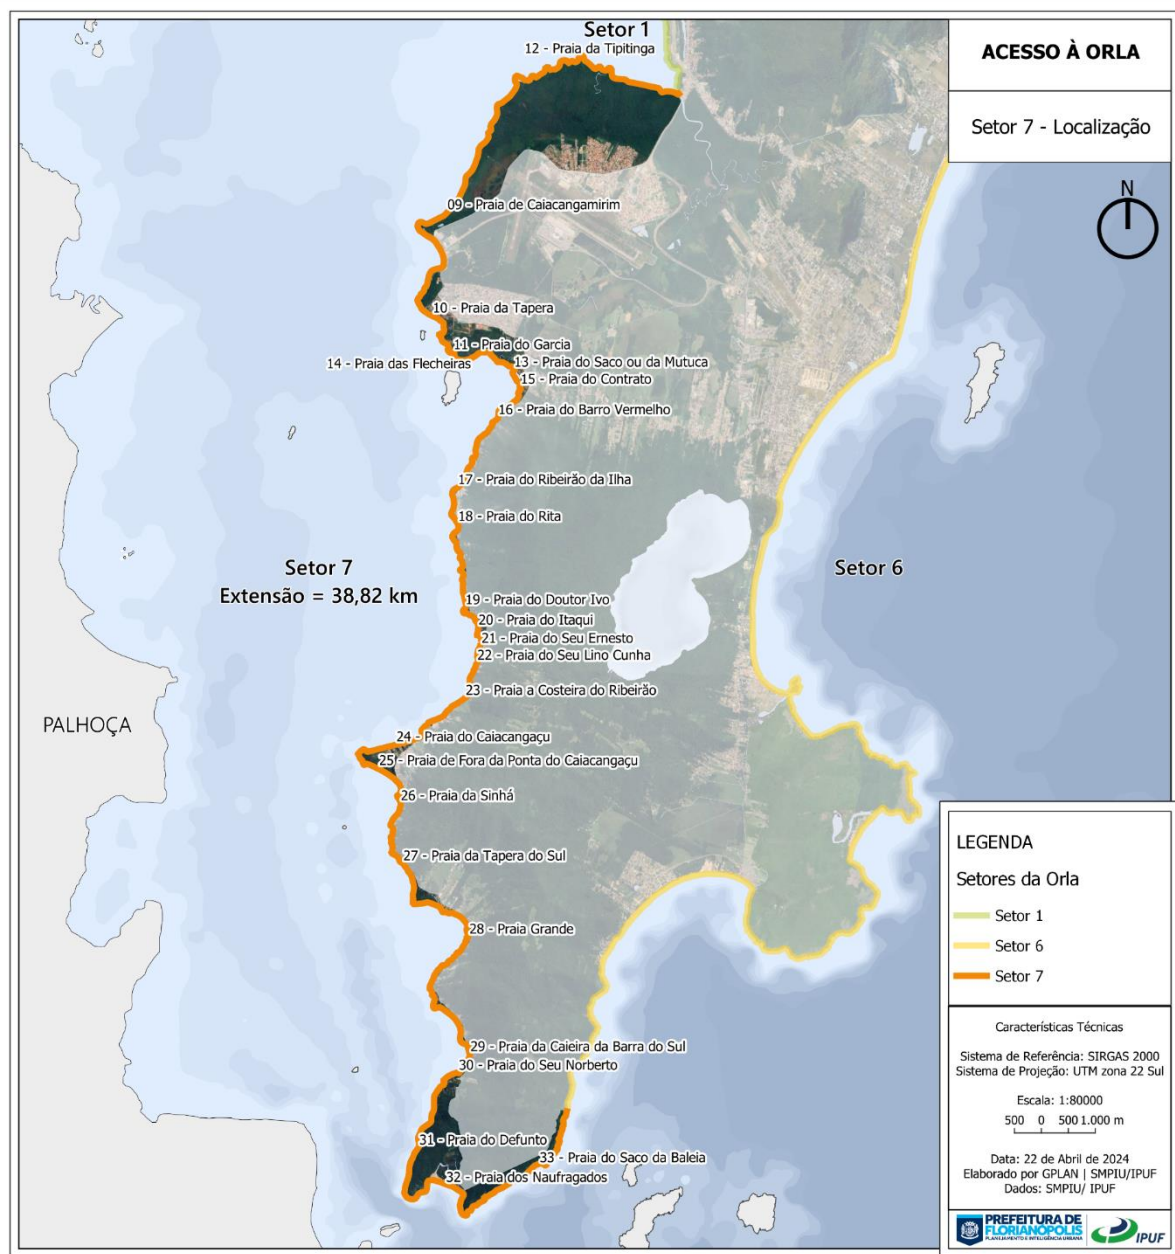 Setor 1
12 - Praia da Tipitinga
ACESSO À ORLA
Setor 7 - Localização
N
09 - Praia de Caiacangamirim
10 - Praia da Tapera
11 - Praia do Garcia
14 - Praia das Flecheiras
13 - Praia do Saco ou da Mutuca
15 - Praia do Contrato
16 - Praia do Barro Vermelho
17 - Praia do Ribeirão da Ilha
18 - Praia do Rita
Setor 7
Extensão = 38,82 km
Setor 6
19 - Praia do Doutor Ivo
20 - Praia do Itaqui
21 - Praia do Seu Ernesto
22 - Praia do Seu Lino Cunha
23 - Praia a Costeira do Ribeirão
PALHOÇA
24 - Praia do Caiacangaçu
25 - Praia de Fora da Ponta do Caiacangaçu
26 - Praia da Sinhá
27 - Praia da Tapera do Sul
28 - Praia Grande
29 - Praia da Caieira da Barra do Sul
30 - Praia do Seu Norberto
31 - Praia do Defunto
33 - Praia do Saco da Baleia
32 - Praia dos Naufragados
LEGENDA
Setores da Orla
Setor 1
Setor 6
Setor 7
Características Técnicas
Sistema de Referência: SIRGAS 2000
Sistema de Projeção: UTM zona 22 Sul
Escala: 1:80000
500 0 500 1.000 m
Data: 22 de Abril de 2024
Elaborado por GPLAN | SMPIU/IPUF
Dados: SMPIU/ IPUF
PREFEITURA DE
FLORIANÓPOLIS
PLANEJAMENTO E INTELIGÊNCIA URBANA
IPUF